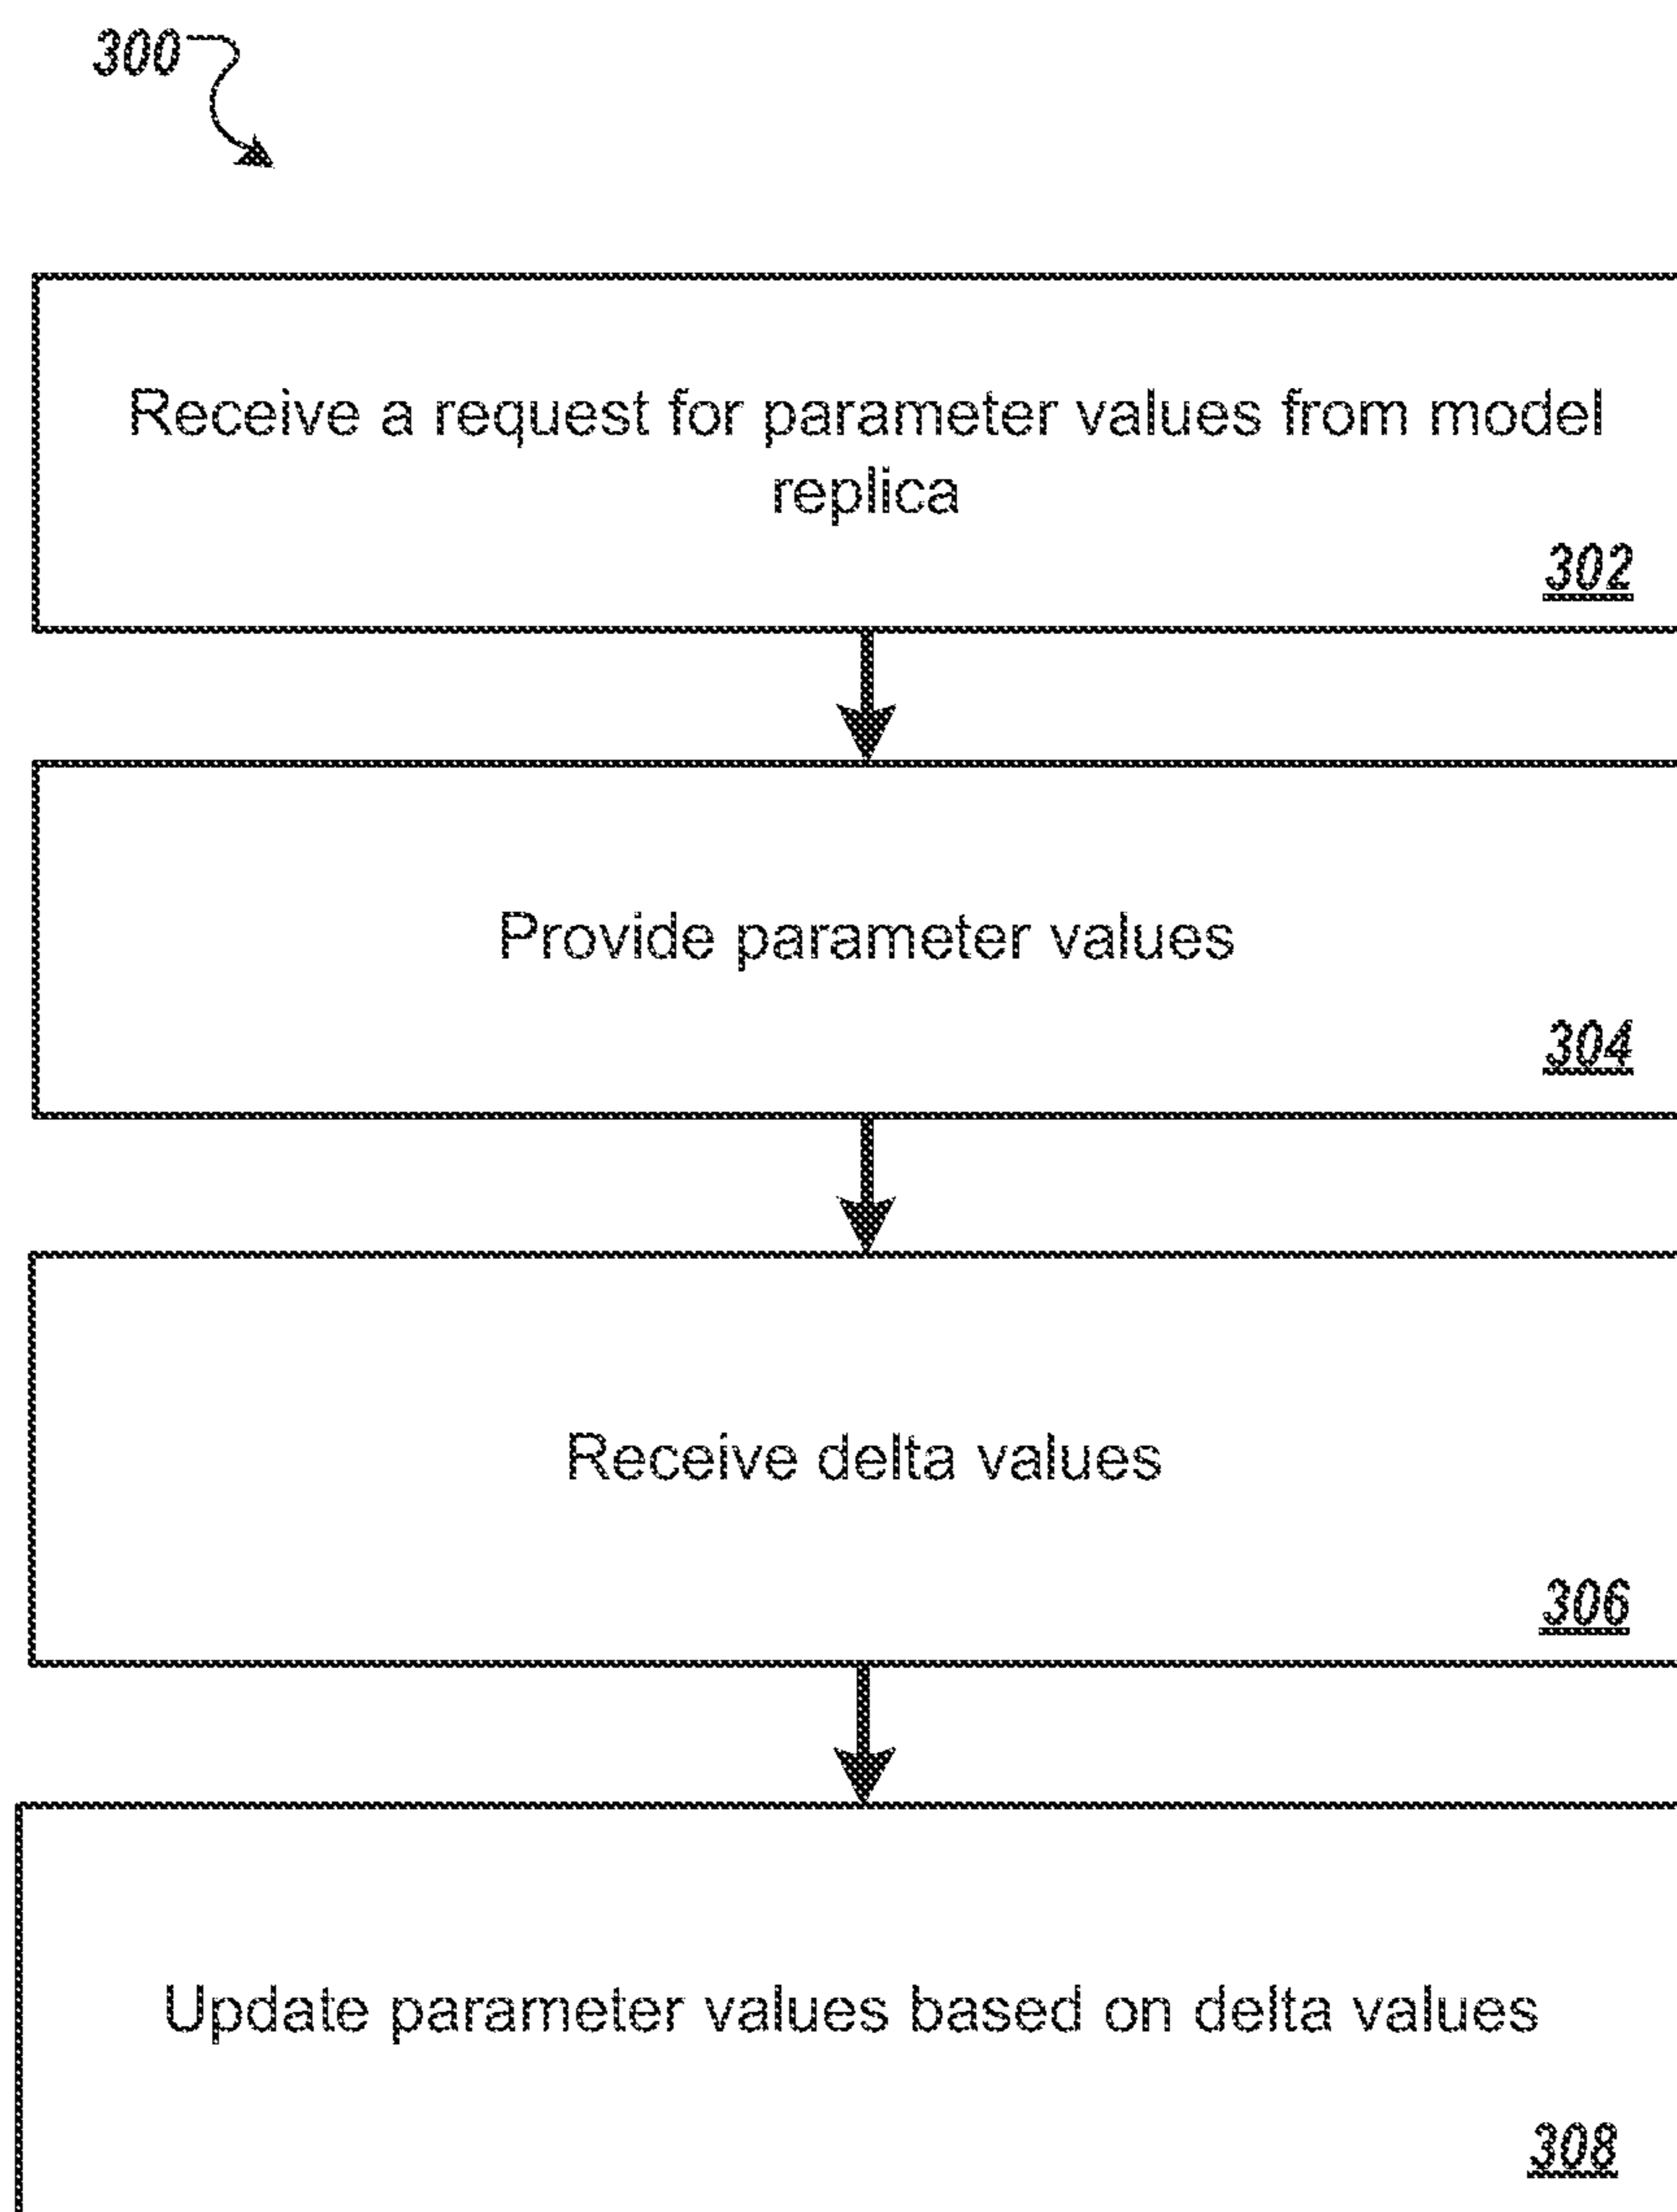 300
Receive a request for parameter values from model
replica
302
Provide parameter values
304
Receive delta values
306
Update parameter values based on delta values
308